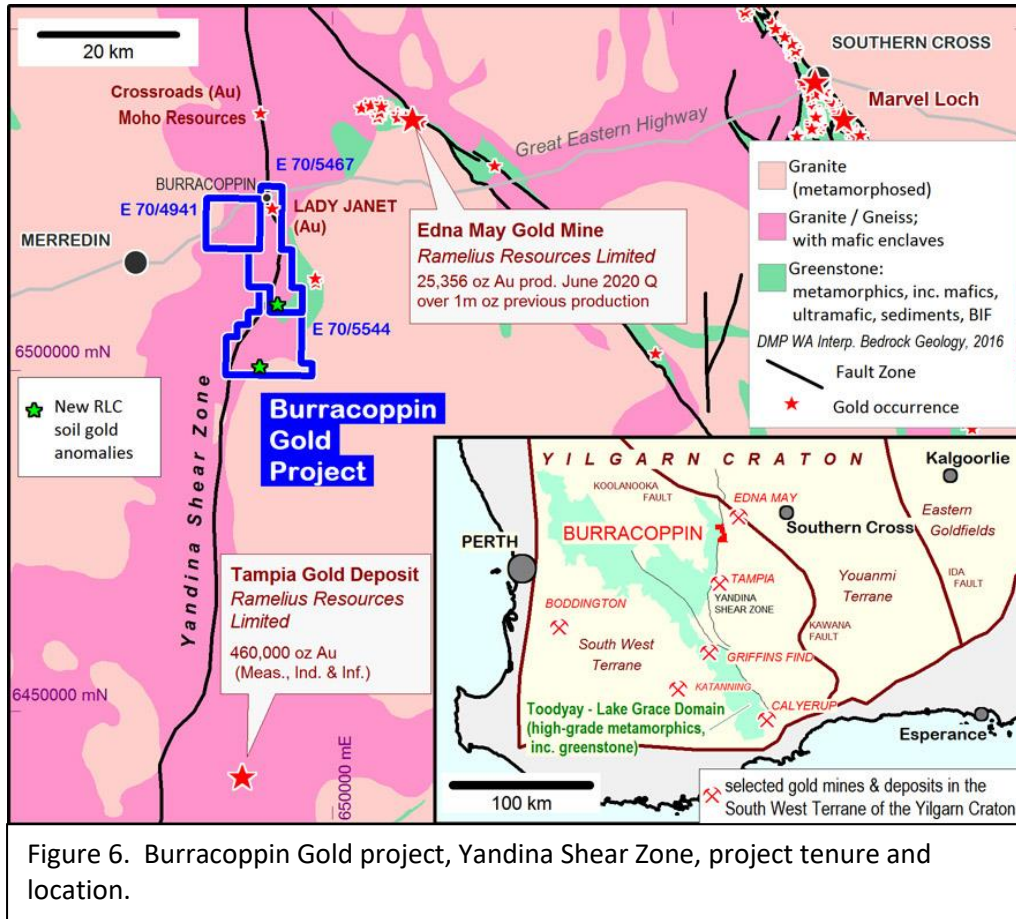 20 km
SOUTHERN CROSS
Crossroads (Au)
Moho Resources
Marvel Loch
Great Eastern Highway
E 70/5467
BURRACOPPIN
E 70/4941
LADY JANET
(Au)
MERREDIN
Edna May Gold Mine
Ramelius Resources Limited
25,356 oz Au prod. June 2020 Q
over 1m oz previous production
Granite
(metamorphosed)
Granite / Gneiss;
with mafic enclaves
Greenstone:
metamorphics, inc. mafics,
ultramafic, sediments, BIF
DMP WA Interp. Bedrock Geology, 2016
Fault Zone
Gold occurrence
E 70/5544
6500000 mN
New RLC
soil gold
anomalies
Burracoppin
Gold
Project
Yandina Shear Zone
Tampia Gold Deposit
Ramelius Resources
Limited
460,000 oz Au
(Meas., Ind. & Inf.)
6450000 mN
650000 mE
YILGARN CRATON
KOOLANOOKA
FAULT
Kalgoorlie
EDNA MAY
Southern Cross
Eastern
Goldfields
BURRACOPPIN
PERTH
TAMPIA
YANDINA
SHEAR ZONE
Youanmi
Terrane
IDA
FAULT
BODDINGTON
South West
Terrane
KAWANA
FAULT
GRIFFINS FIND
KATANNING
CALYERUP
Toodyay - Lake Grace Domain
(high-grade metamorphics,
inc. greenstone)
Esperance
100 km
selected gold mines & deposits in the
South West Terrane of the Yilgarn Craton
Figure 6. Burracoppin Gold project, Yandina Shear Zone, project tenure and
location.